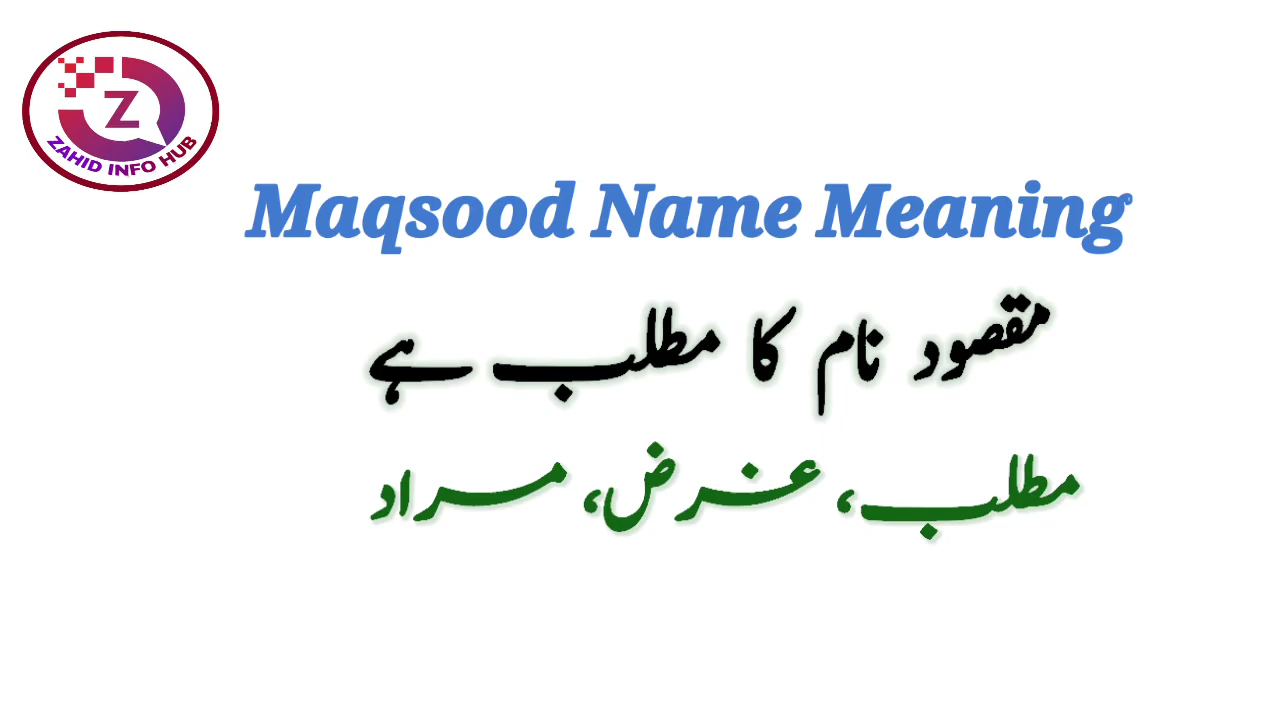 Z
ZAHID INFO HUB
Maqsood Name Meaning
مقصود نام کا مطلب ہے
مطلب، غرض، مراد